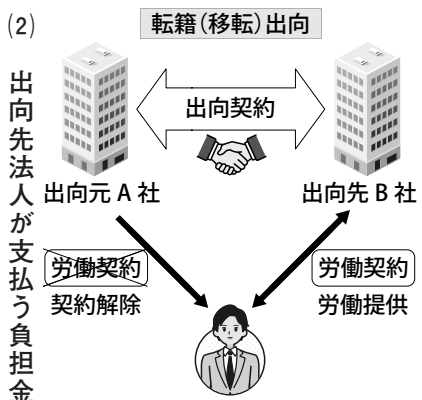 (2)
出向先法人が支払う負担金
転籍（移転）出向
出向契約
出向元A社
出向先B社
労働契約
契約解除
労働契約
労働提供